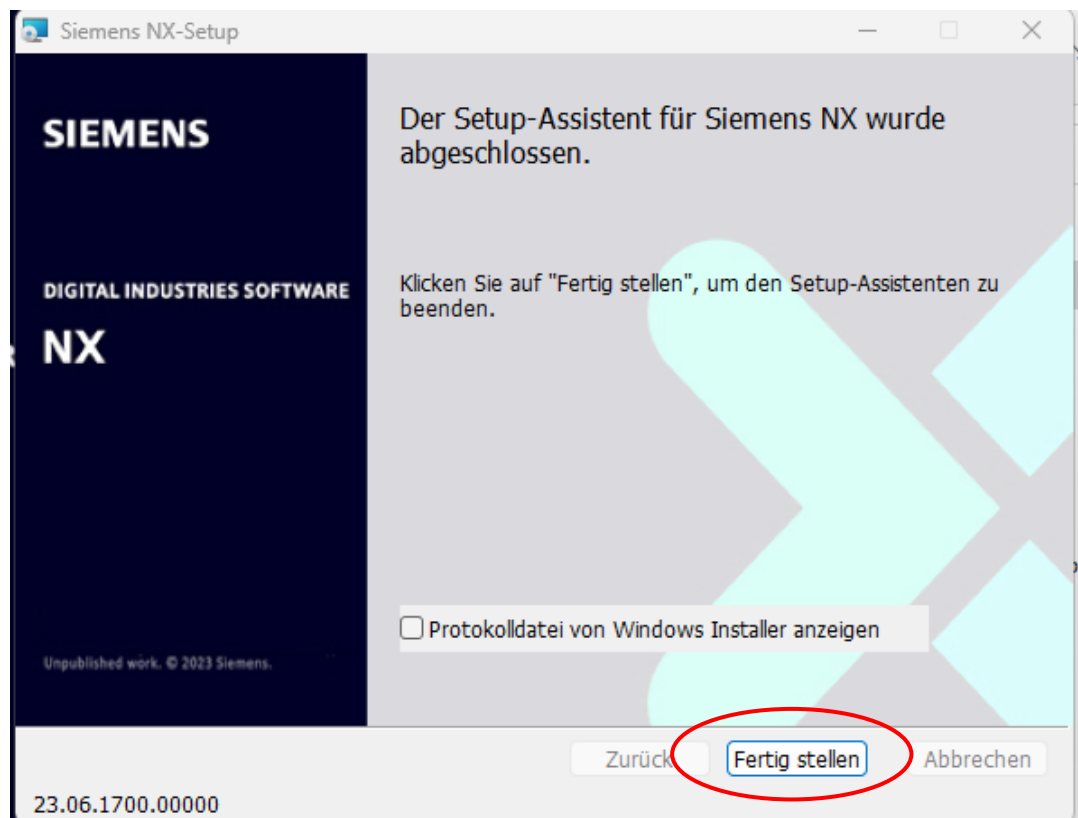 Siemens NX-Setup
SIEMENS
DIGITAL INDUSTRIES SOFTWARE
NX
Unpublished work. © 2023 Siemens.
Der Setup-Assistent für Siemens NX wurde
abgeschlossen.
Klicken Sie auf "Fertig stellen", um den Setup-Assistenten zu
beenden.
Protokolldatei von Windows Installer anzeigen
Zurück
Fertig stellen
Abbrechen
23.06.1700.00000